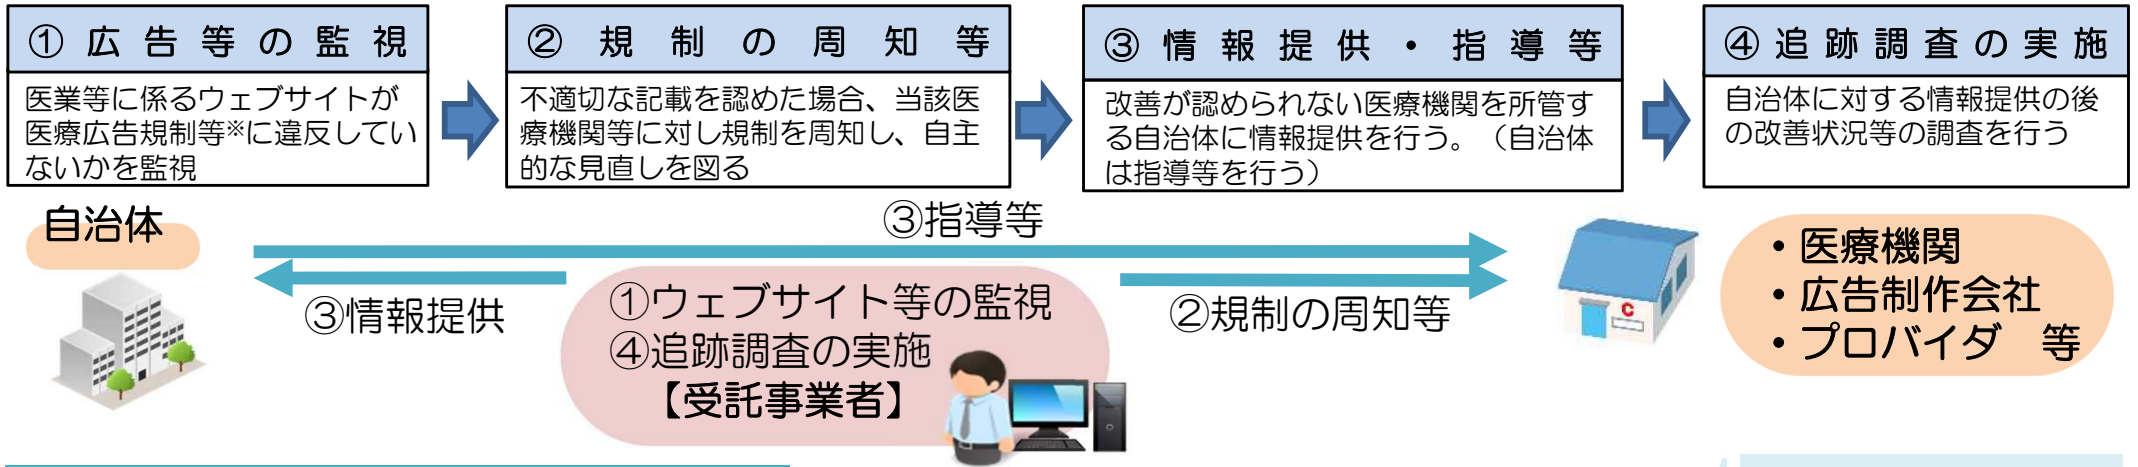 ①広告等の監視
医業等に係るウェブサイトが
医療広告規制等※に違反してい
ないかを監視
②規制の周知等
不適切な記載を認めた場合、当該医
療機関等に対し規制を周知し、自主
的な見直しを図る
③情報提供・指導等
改善が認められない医療機関を所管す
る自治体に情報提供を行う。（自治体
は指導等を行う）
④追跡調査の実施
自治体に対する情報提供の後
の改善状況等の調査を行う
自治体
③指導等
③情報提供
①ウェブサイト等の監視
④追跡調査の実施
【受託事業者】
②規制の周知等
・医療機関
・広告制作会社
・プロバイダ　等
C